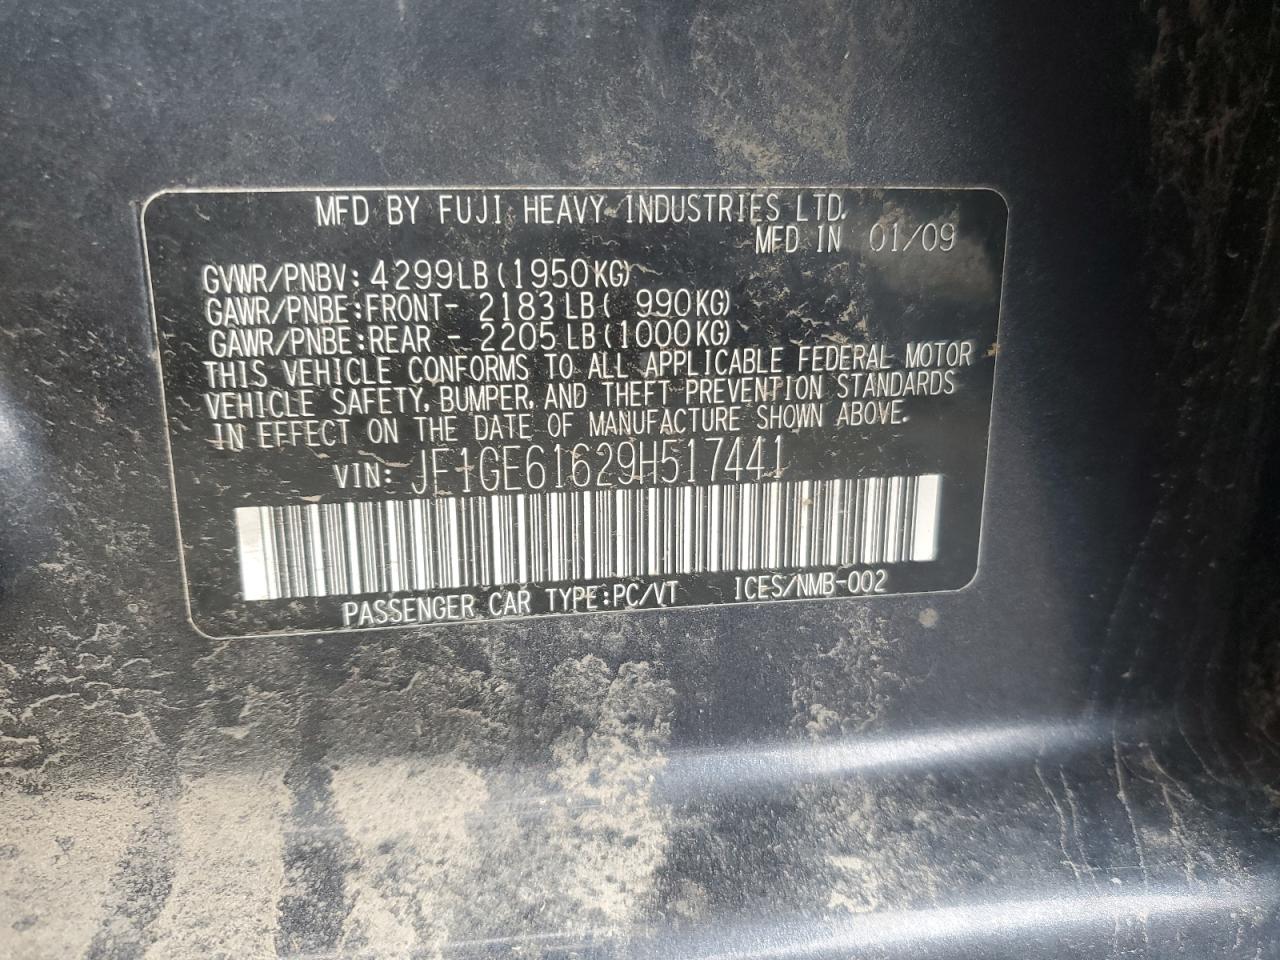 MFD BY FUJI HEAVY INDUSTRIES LTD.
MFD IN 01/09
GVWR/PNBV: 4299LB (1950KG)
GAWR/PNBE: FRONT- 2183LB ( 990KG)
GAWR/PNBE: REAR - 2205LB (1000KG)
THIS VEHICLE CONFORMS TO ALL APPLICABLE FEDERAL MOTOR
VEHICLE SAFETY, BUMPER, AND THEFT PREVENTION STANDARDS
IN EFFECT ON THE DATE OF MANUFACTURE SHOWN ABOVE.
VIN: JF1GE61629H517441
PASSENGER CAR TYPE:PC/VT ICES/NMB-002